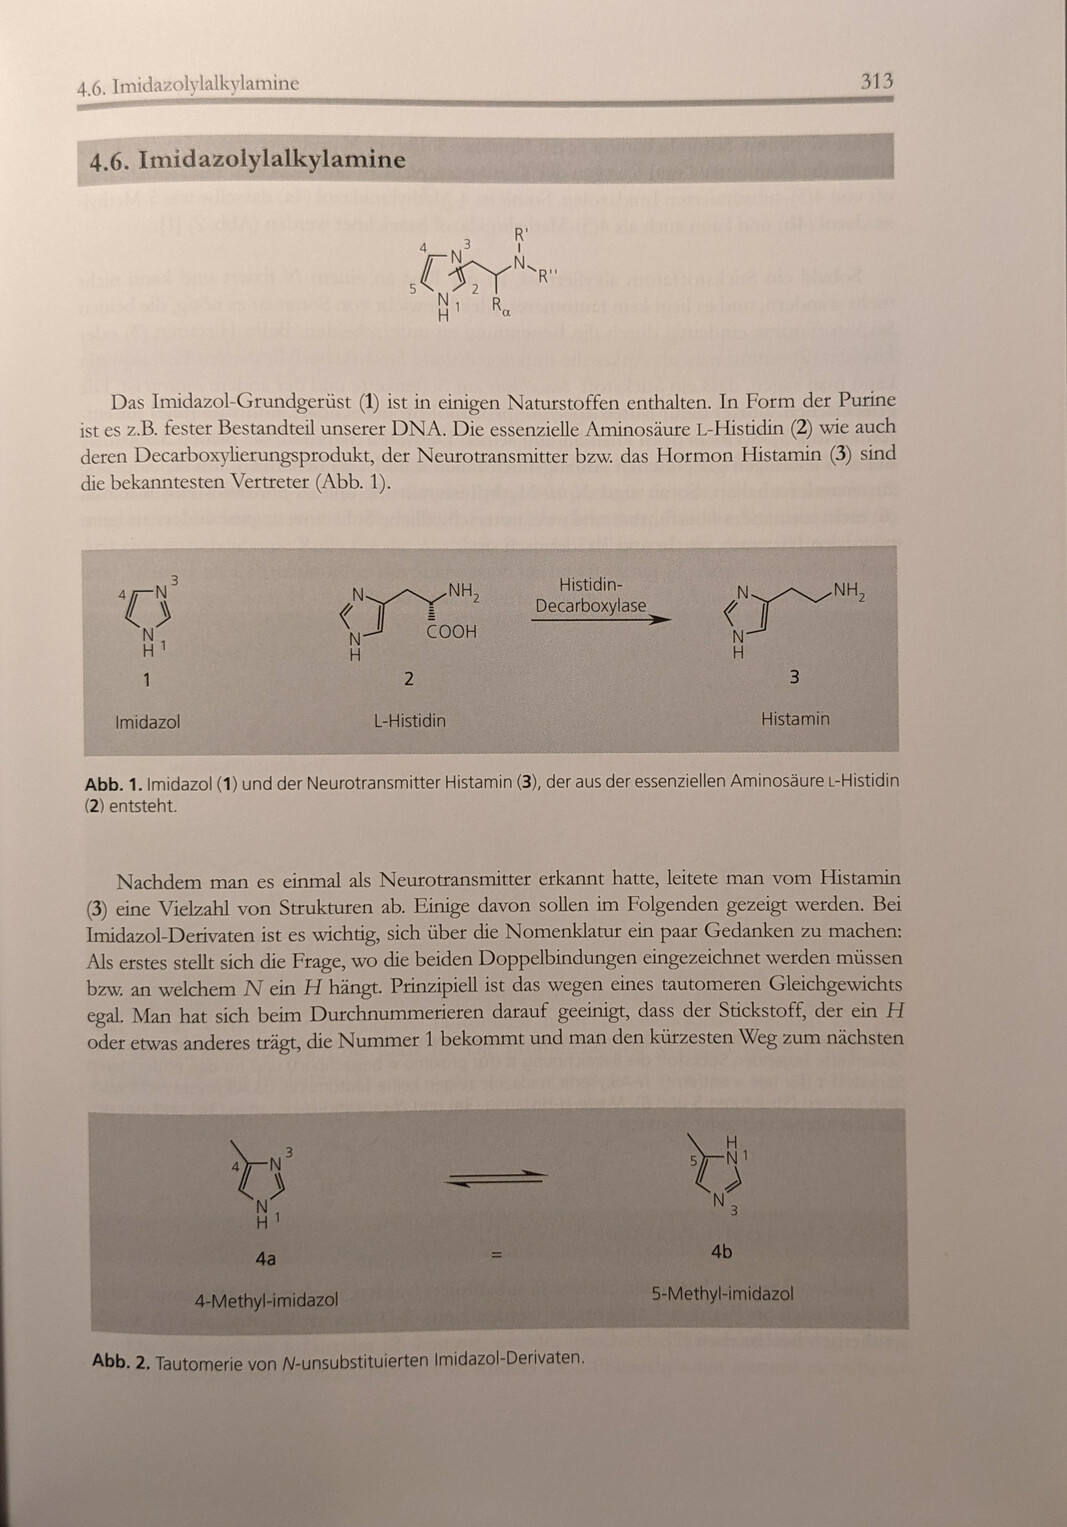 4.6. Imidazolylalkylamine 313
4.6. Imidazolylalkylamine
R'
4 N 3 N R''
5 N 1 2 Rα
H
Das Imidazol-Grundgerüst (1) ist in einigen Naturstoffen enthalten. In Form der Purine
ist es z.B. fester Bestandteil unserer DNA. Die essenzielle Aminosäure L-Histidin (2) wie auch
deren Decarboxylierungsprodukt, der Neurotransmitter bzw. das Hormon Histamin (3) sind
die bekanntesten Vertreter (Abb. 1).
4 N 3
N
H 1
1
Imidazol
N NH2
COOH
N
H
2
L-Histidin
Histidin-
Decarboxylase
N NH2
N
H
3
Histamin
Abb. 1. Imidazol (1) und der Neurotransmitter Histamin (3), der aus der essenziellen Aminosäure L-Histidin
(2) entsteht.
Nachdem man es einmal als Neurotransmitter erkannt hatte, leitete man vom Histamin
(3) eine Vielzahl von Strukturen ab. Einige davon sollen im Folgenden gezeigt werden. Bei
Imidazol-Derivaten ist es wichtig, sich über die Nomenklatur ein paar Gedanken zu machen:
Als erstes stellt sich die Frage, wo die beiden Doppelbindungen eingezeichnet werden müssen
bzw. an welchem N ein H hängt. Prinzipiell ist das wegen eines tautomeren Gleichgewichts
egal. Man hat sich beim Durchnummerieren darauf geeinigt, dass der Stickstoff, der ein H
oder etwas anderes trägt, die Nummer 1 bekommt und man den kürzesten Weg zum nächsten
4 N 3
N
H 1
4a
4-Methyl-imidazol
=
H
5 N 1
N 3
4b
5-Methyl-imidazol
Abb. 2. Tautomerie von N-unsubstituierten Imidazol-Derivaten.